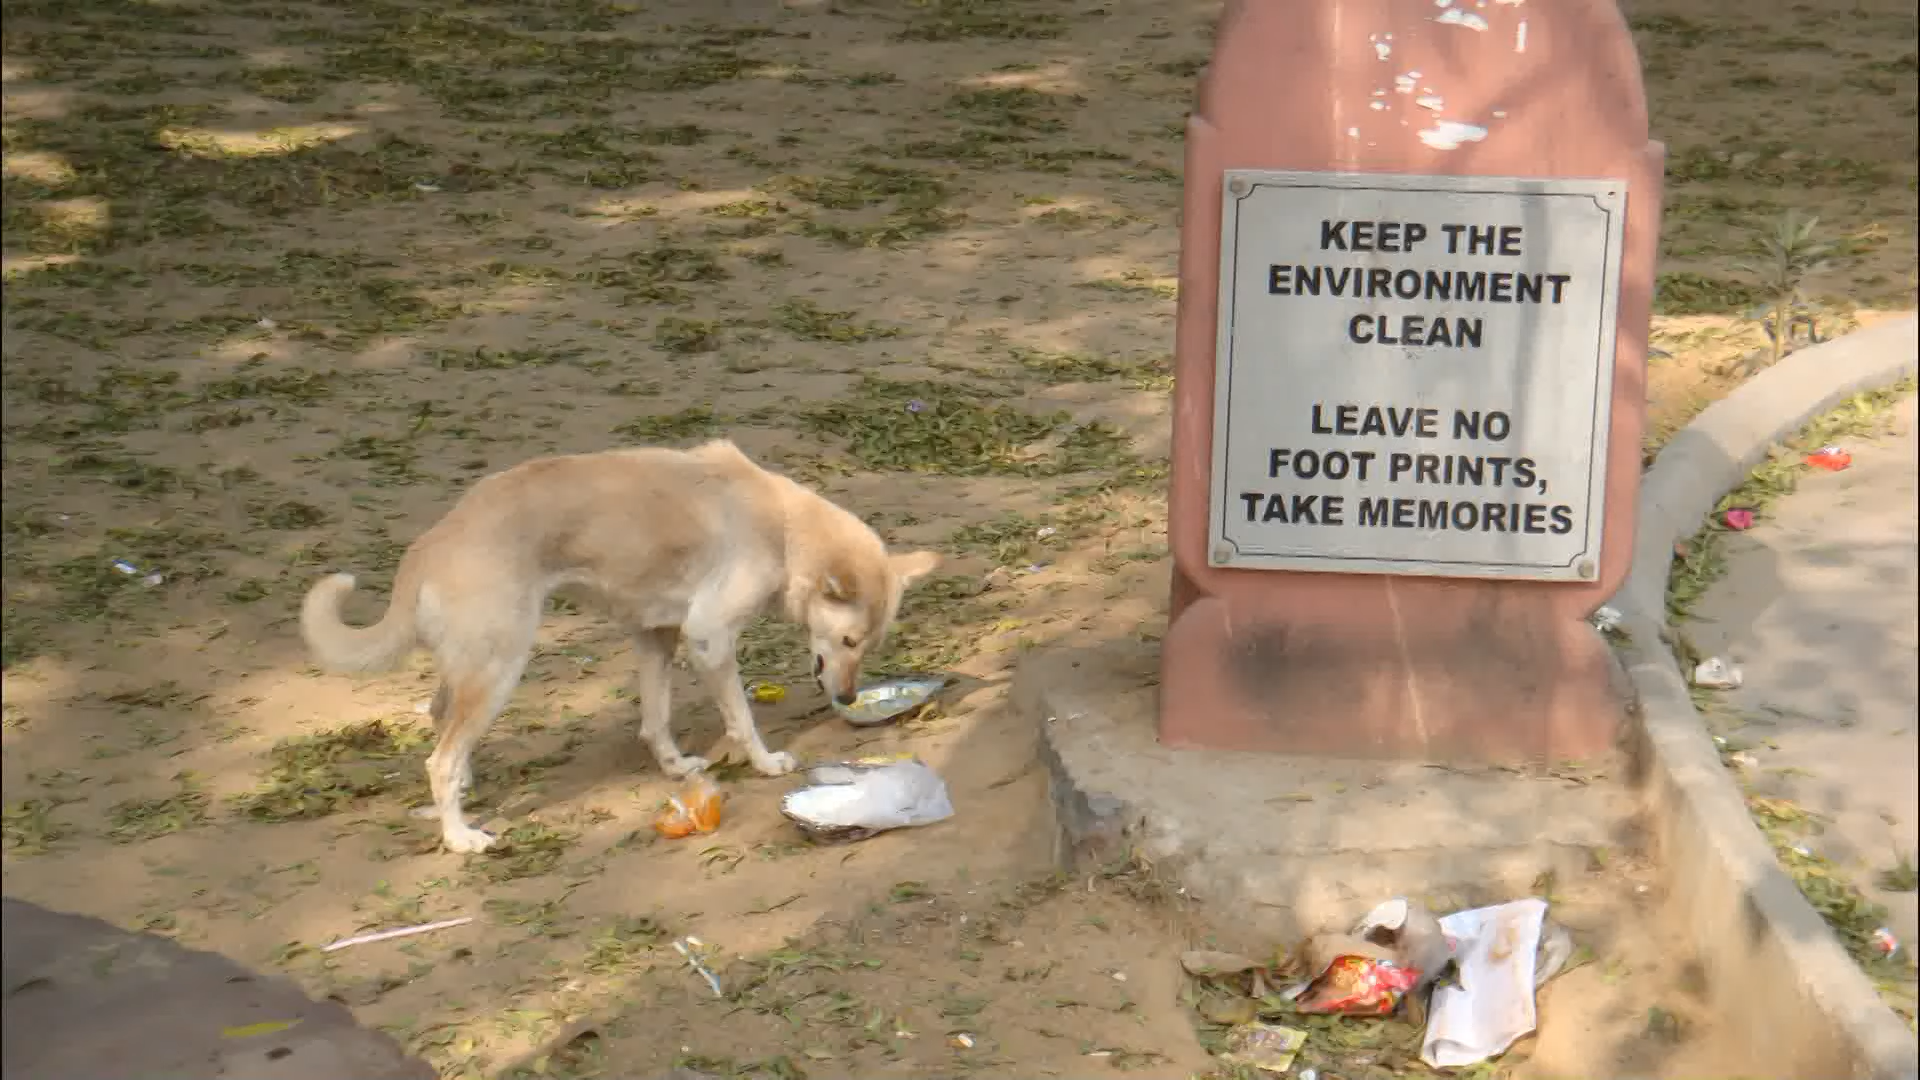 KEEP THE
ENVIRONMENT
CLEAN
LEAVE NO
FOOT PRINTS,
TAKE MEMORIES